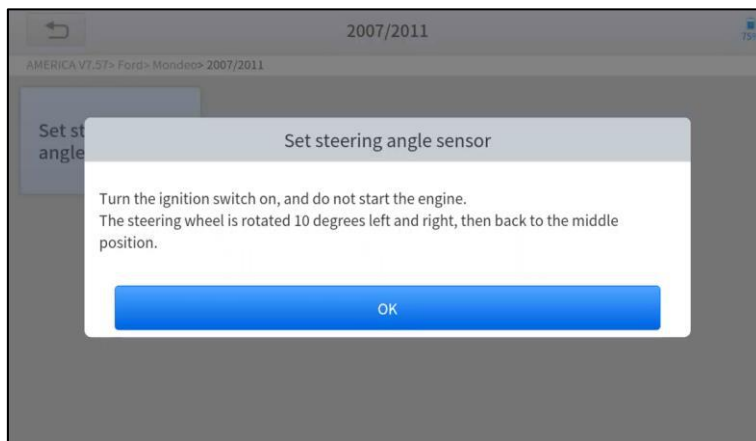 2007/2011
75%
AMERICA V7.57> Ford> Mondeo> 2007/2011
Set st
angle
Set steering angle sensor
Turn the ignition switch on, and do not start the engine.
The steering wheel is rotated 10 degrees left and right, then back to the middle
position.
OK